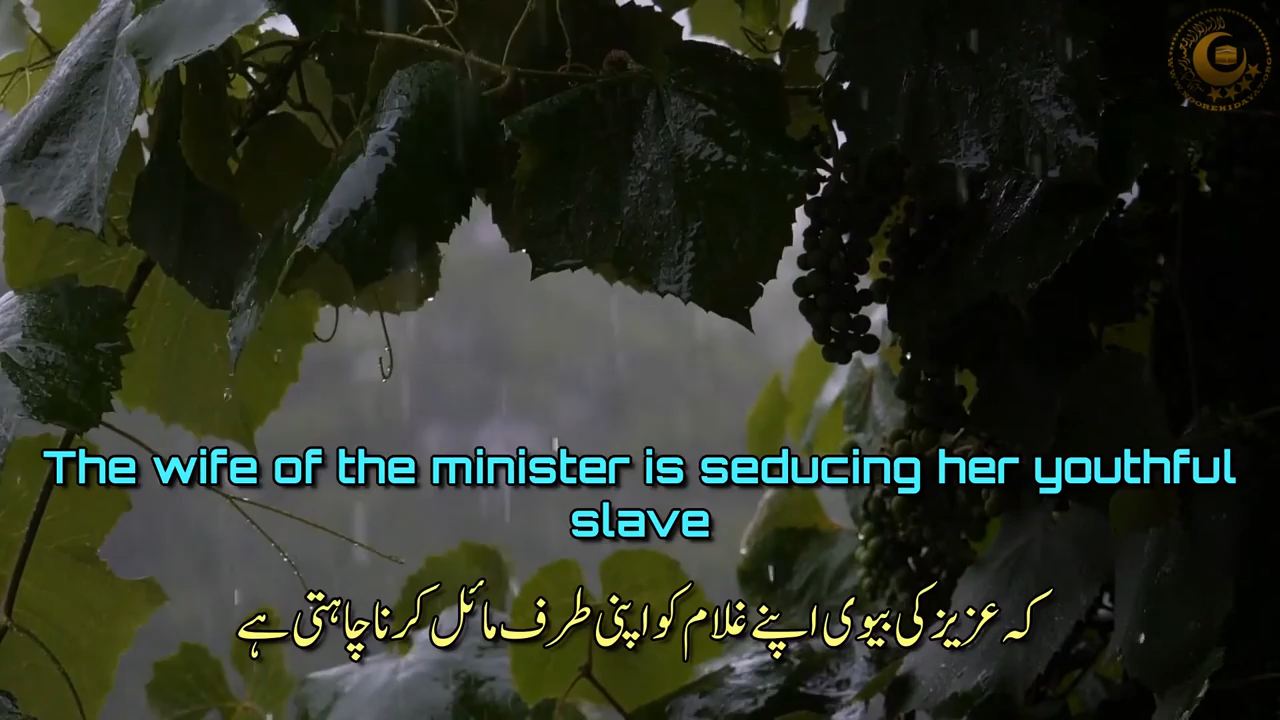 The wife of the minister is seducing her youthful
slave
کہ عزیز کی بیوی اپنے غلام کو اپنی طرف مائل کرنا چاہتی ہے